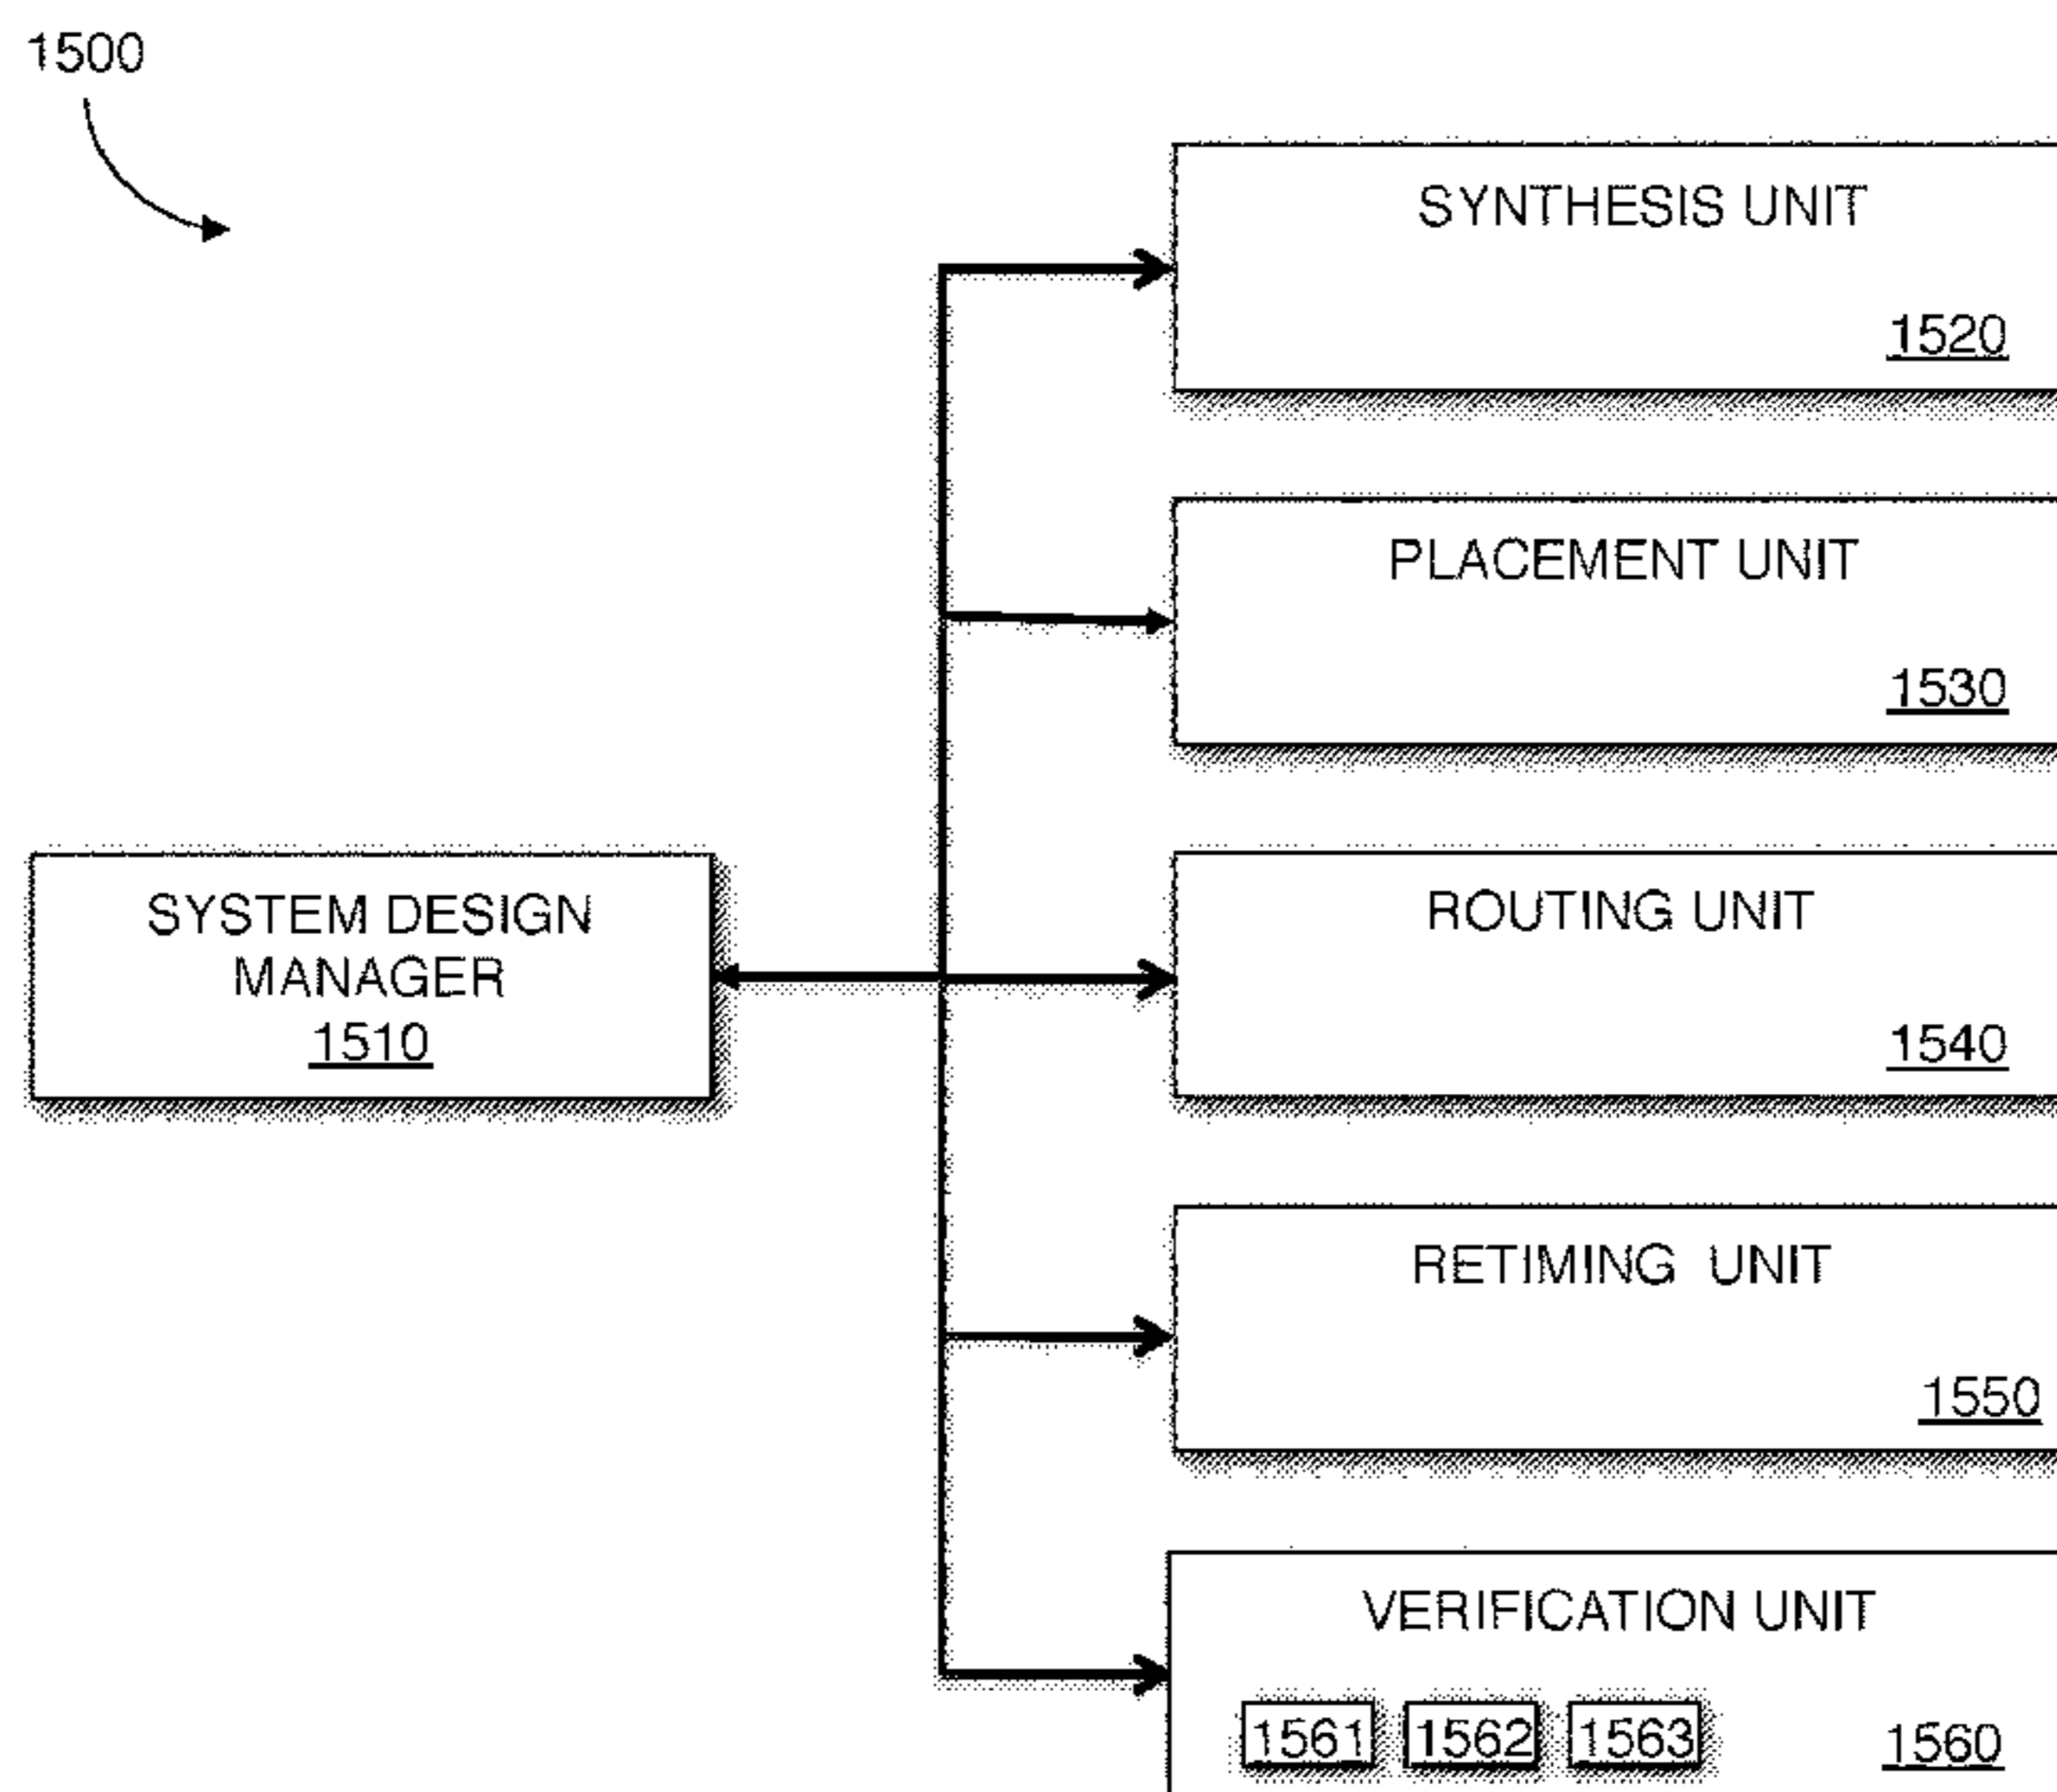 1500
SYNTHESIS UNIT
1520
PLACEMENT UNIT
1530
SYSTEM DESIGN
MANAGER
1510
ROUTING UNIT
1540
RETIMING UNIT
1550
VERIFICATION UNIT
1561 1562 1563 1560